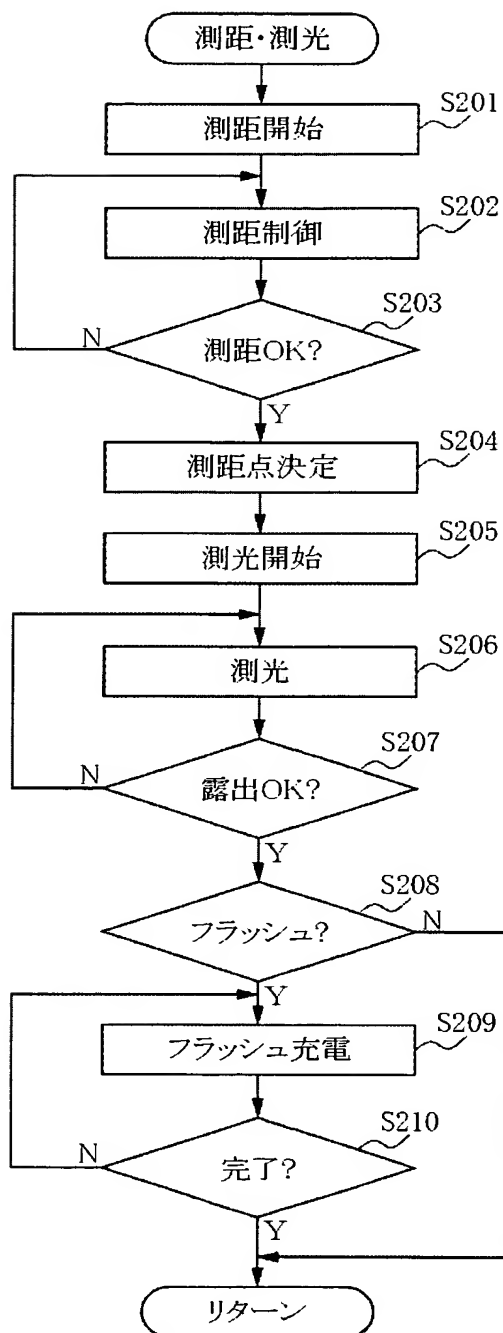 測距・測光
S201
測距開始
S202
測距制御
S203
測距OK?
N
Y
S204
測距点決定
S205
測光開始
S206
測光
S207
露出OK?
N
Y
S208
フラッシュ?
N
Y
S209
フラッシュ充電
S210
完了?
N
Y
リターン